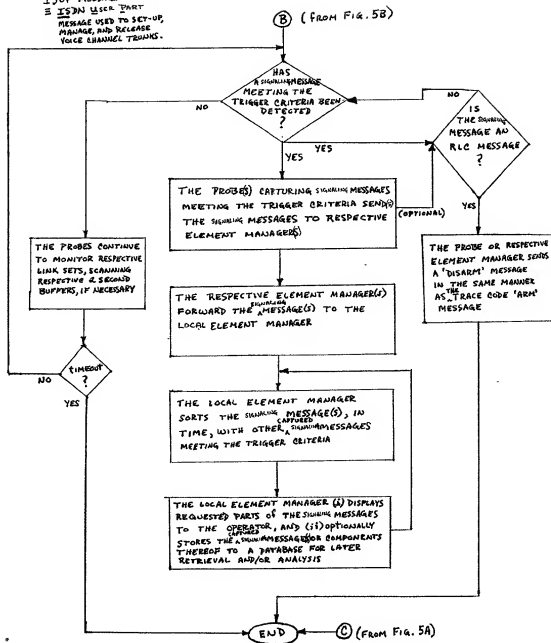 ≡ ISDN USER PART
MESSAGE USED TO SET-UP,
MANAGE, AND RELEASE
VOICE CHANNEL TRUNKS.
B (FROM FIG. 5B)
HAS
A SIGNALING MESSAGE
MEETING THE
TRIGGER CRITERIA BEEN
DETECTED
?
NO
YES
YES
NO
IS
THE SIGNALING
MESSAGE AN
RLC MESSAGE
?
YES
THE PROBE(S) CAPTURING SIGNALING MESSAGES
MEETING THE TRIGGER CRITERIA SEND(S)
THE SIGNALING MESSAGES TO RESPECTIVE
ELEMENT MANAGER(S)
(OPTIONAL)
THE PROBES CONTINUE
TO MONITOR RESPECTIVE
LINK SETS, SCANNING
RESPECTIVE 2 SECOND
BUFFERS, IF NECESSARY
THE PROBE OR RESPECTIVE
ELEMENT MANAGER SENDS
A 'DISARM' MESSAGE
IN THE SAME MANNER
AS THE TRACE CODE 'ARM'
MESSAGE
THE RESPECTIVE ELEMENT MANAGER(S)
FORWARD THE SIGNALING MESSAGE(S) TO THE
LOCAL ELEMENT MANAGER
NO
TIMEOUT
?
YES
THE LOCAL ELEMENT MANAGER
SORTS THE SIGNALING MESSAGE(S), IN
TIME, WITH OTHER CAPTURED SIGNALING MESSAGES
MEETING THE TRIGGER CRITERIA
THE LOCAL ELEMENT MANAGER (i) DISPLAYS
REQUESTED PARTS OF THE SIGNALING MESSAGES
TO THE OPERATOR, AND (ii) OPTIONALLY
STORES THE CAPTURED SIGNALING MESSAGES OR COMPONENTS
THEREOF TO A DATABASE FOR LATER
RETRIEVAL AND/OR ANALYSIS
END
C (FROM FIG. 5A)